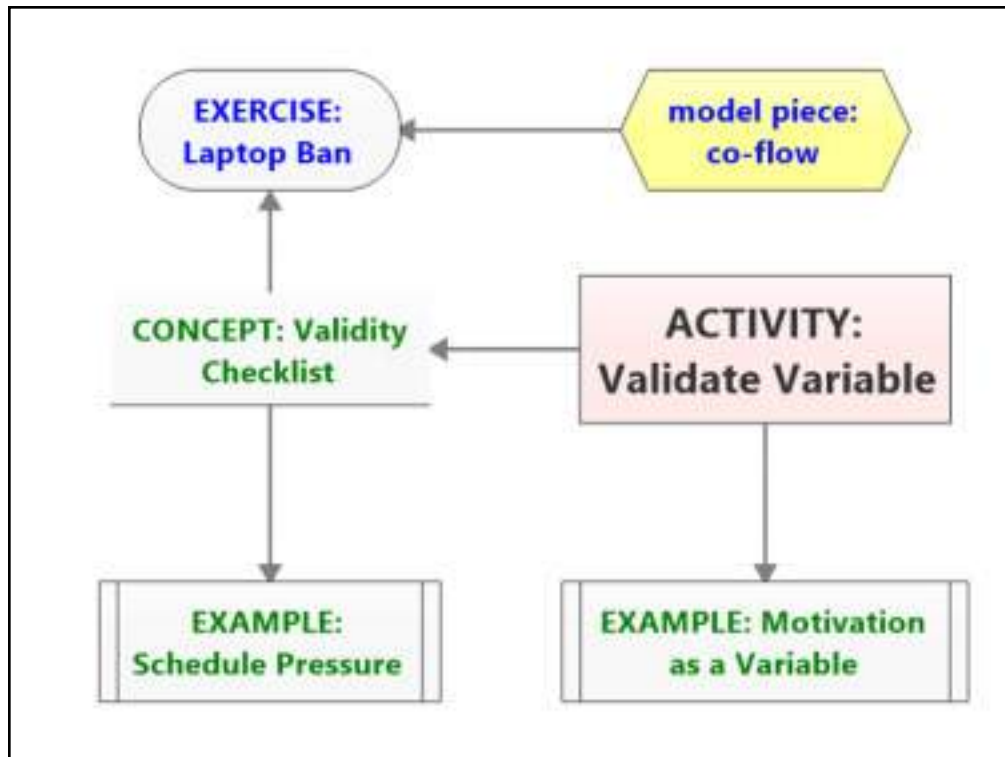 EXERCISE:
Laptop Ban
model piece:
co-flow
CONCEPT: Validity
Checklist
ACTIVITY:
Validate Variable
EXAMPLE:
Schedule Pressure
EXAMPLE: Motivation
as a Variable